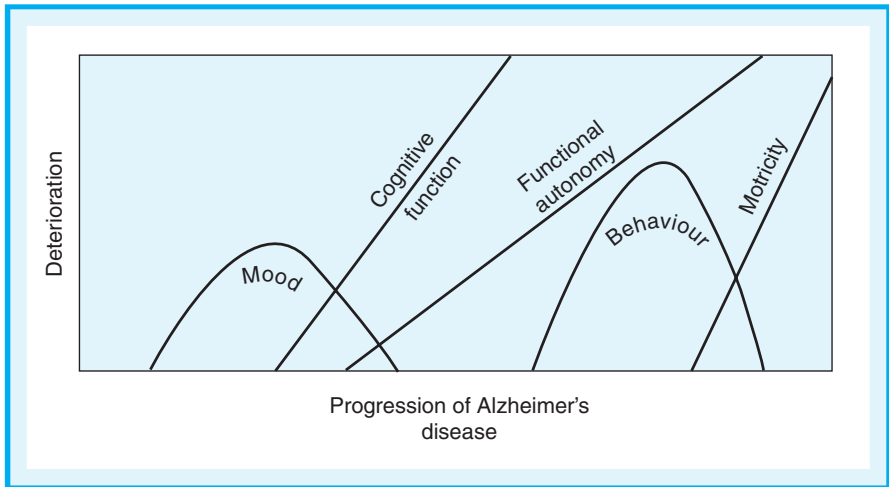 Deterioration
Mood
Cognitive
function
Functional
autonomy
Behaviour
Motricity
Progression of Alzheimer's
disease